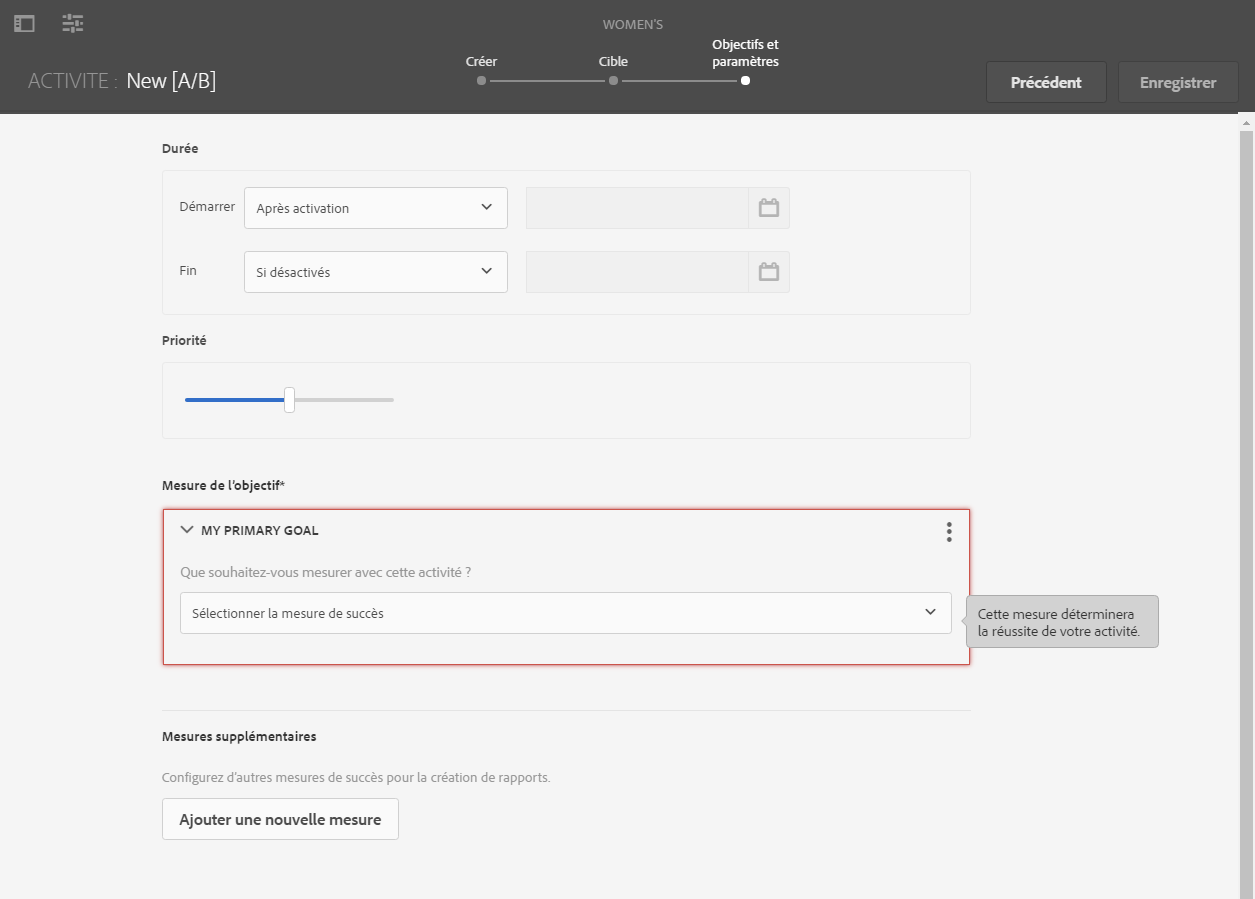 WOMEN'S
ACTIVITE : New [A/B]
Créer
Cible
Objectifs et
paramètres
Précédent
Enregistrer
Durée
Démarrer
Après activation
Fin
Si désactivés
Priorité
Mesure de l'objectif*
MY PRIMARY GOAL
Que souhaitez-vous mesurer avec cette activité ?
Sélectionner la mesure de succès
Cette mesure déterminera
la réussite de votre activité.
Mesures supplémentaires
Configurez d'autres mesures de succès pour la création de rapports.
Ajouter une nouvelle mesure